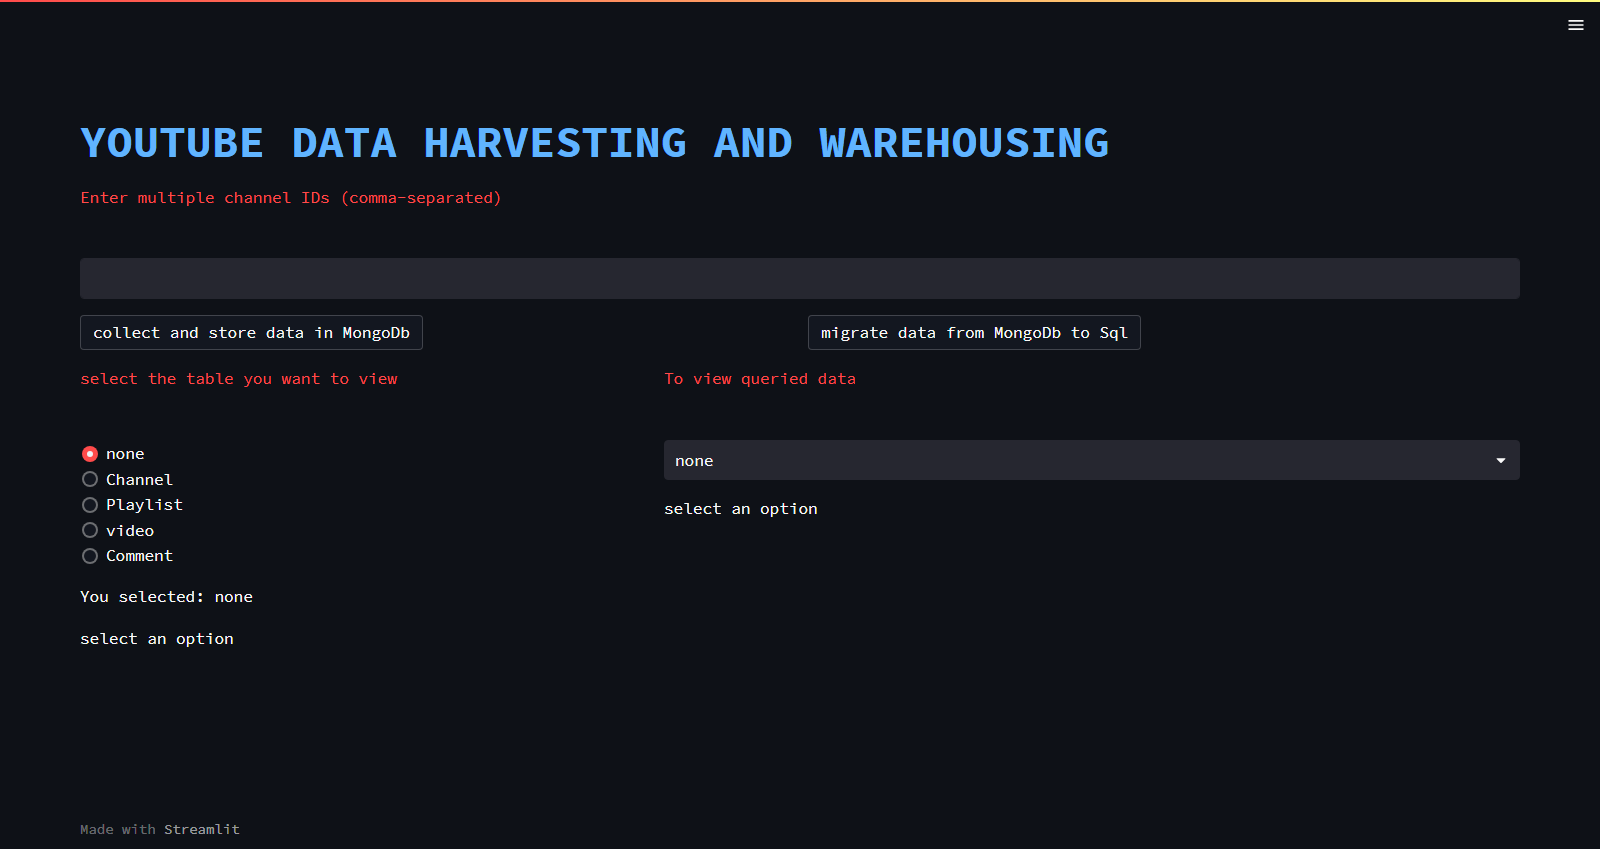 YOUTUBE DATA HARVESTING AND WAREHOUSING
Enter multiple channel IDs (comma-separated)
collect and store data in MongoDb
migrate data from MongoDb to Sql
select the table you want to view
none
Channel
Playlist
video
Comment
You selected: none
select an option
To view queried data
none
select an option
Made with Streamlit